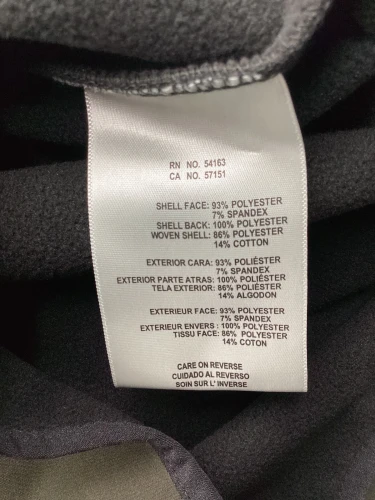 RN NO. 54163
CA NO. 57151
SHELL FACE: 93% POLYESTER
7% SPANDEX
SHELL BACK: 100% POLYESTER
WOVEN SHELL: 86% POLYESTER
14% COTTON
EXTERIOR CARA: 93% POLIÉSTER
7% SPANDEX
EXTERIOR PARTE ATRAS: 100% POLIÉSTER
TELA EXTERIOR: 86% POLIÉSTER
14% ALGODON
EXTERIEUR FACE: 93% POLYESTER
7% SPANDEX
EXTERIEUR ENVERS : 100% POLYESTER
TISSU FACE: 86% POLYESTER
14% COTON
CARE ON REVERSE
CUIDADO AL REVERSO
SOIN SUR L' INVERSE